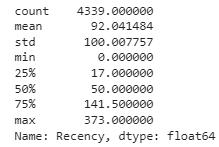 count 4339.000000
mean 92.041484
std 100.007757
min 0.000000
25% 17.000000
50% 50.000000
75% 141.500000
max 373.000000
Name: Recency, dtype: float64